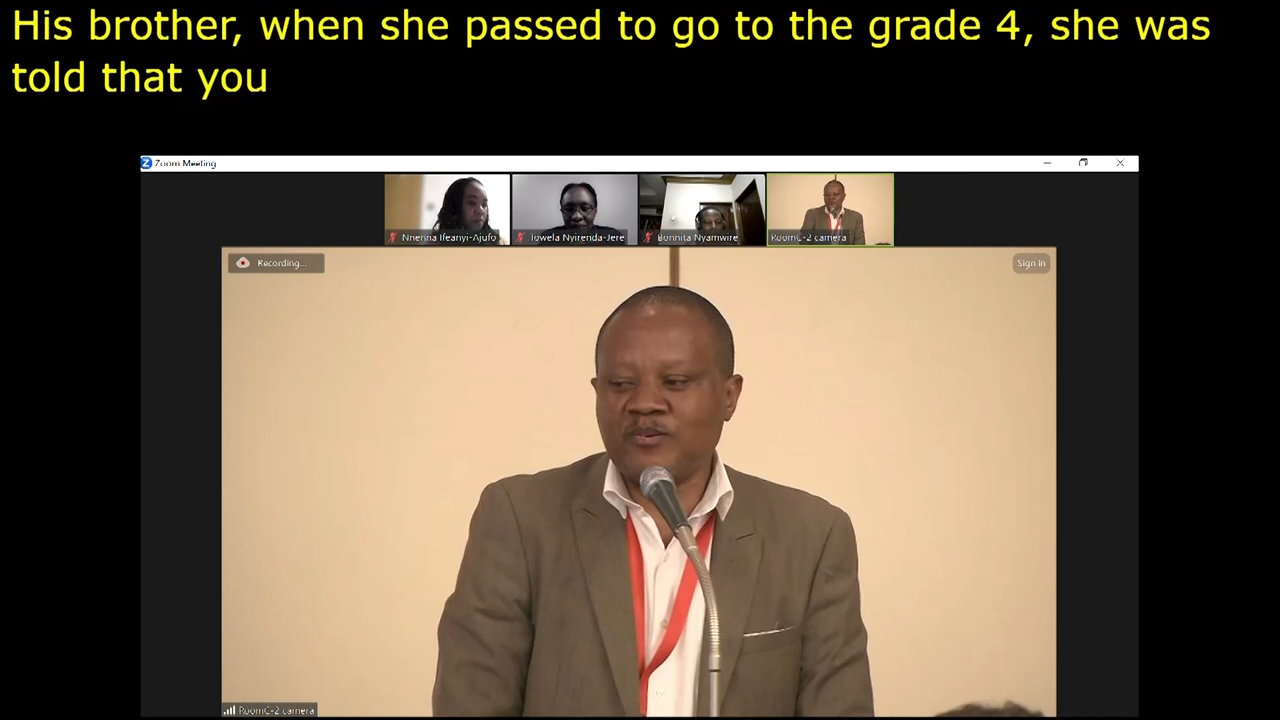 His brother, when she passed to go to the grade 4, she was
told that you
Zoom Meeting
Nnenna Ifeanyi-Ajufo
Towela Nyirenda-Jere
Bonnita Nyamwire
RoomC-2 camera
Recording...
Sign in
RoomC-2 camera